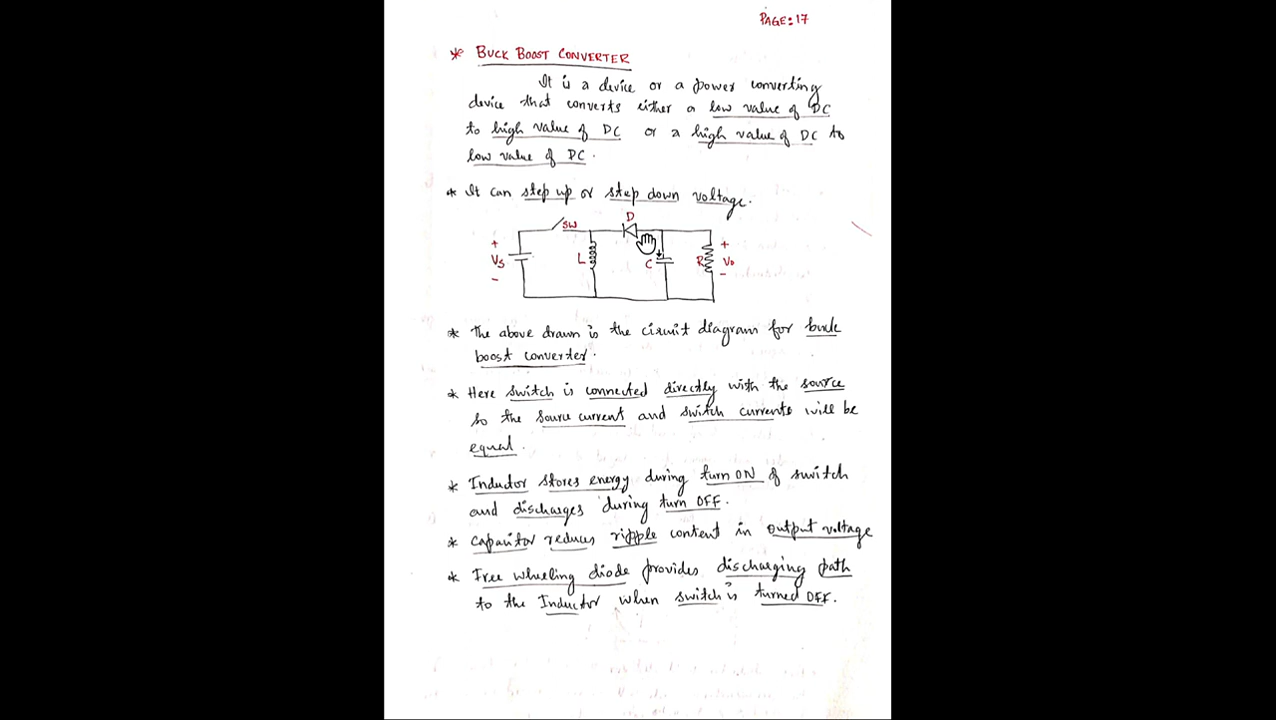 PAGE: 17
* BUCK BOOST CONVERTER
It is a device or a power converting
device that converts either a low value of DC
to high value of DC or a high value of DC to
low value of DC.
* It can step up or step down voltage.
SW
D
+
Vs
-
L
C
R
+
Vo
-
* The above drawn is the circuit diagram for buck
boost converter.
* Here switch is connected directly with the source
so the source current and switch currents will be
equal.
* Inductor stores energy during turn ON of switch
and discharges during turn OFF.
* Capacitor reduces ripple content in output voltage
* Free wheeling diode provides discharging path
to the Inductor when switch is turned OFF.